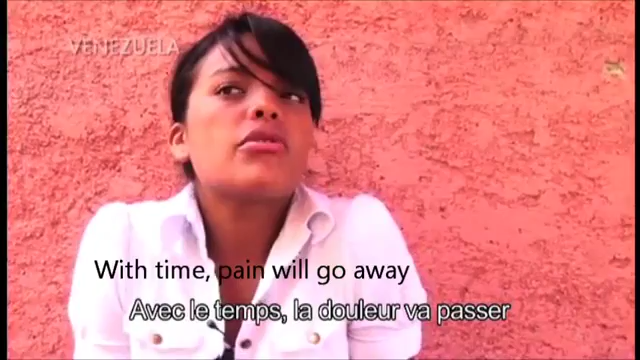 VENEZUELA
With time, pain will go away
Avec le temps, la douleur va passer